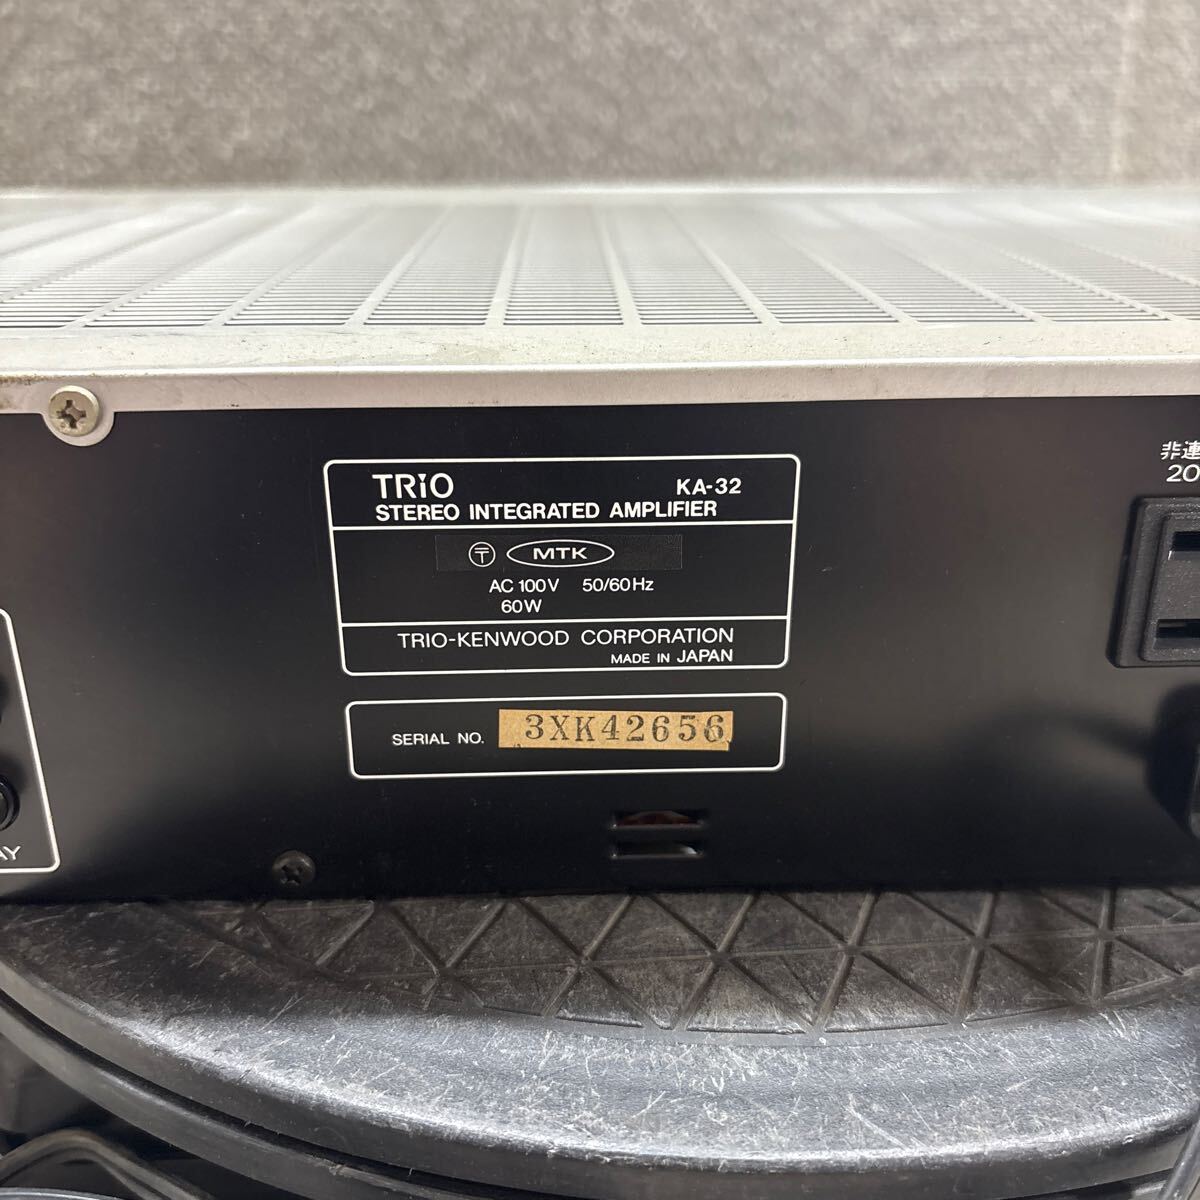 TRIO KA-32
STEREO INTEGRATED AMPLIFIER
〒 MTK
AC 100V 50/60Hz
60W
TRIO-KENWOOD CORPORATION
MADE IN JAPAN
SERIAL NO. 3XK42656
非連
20
AY